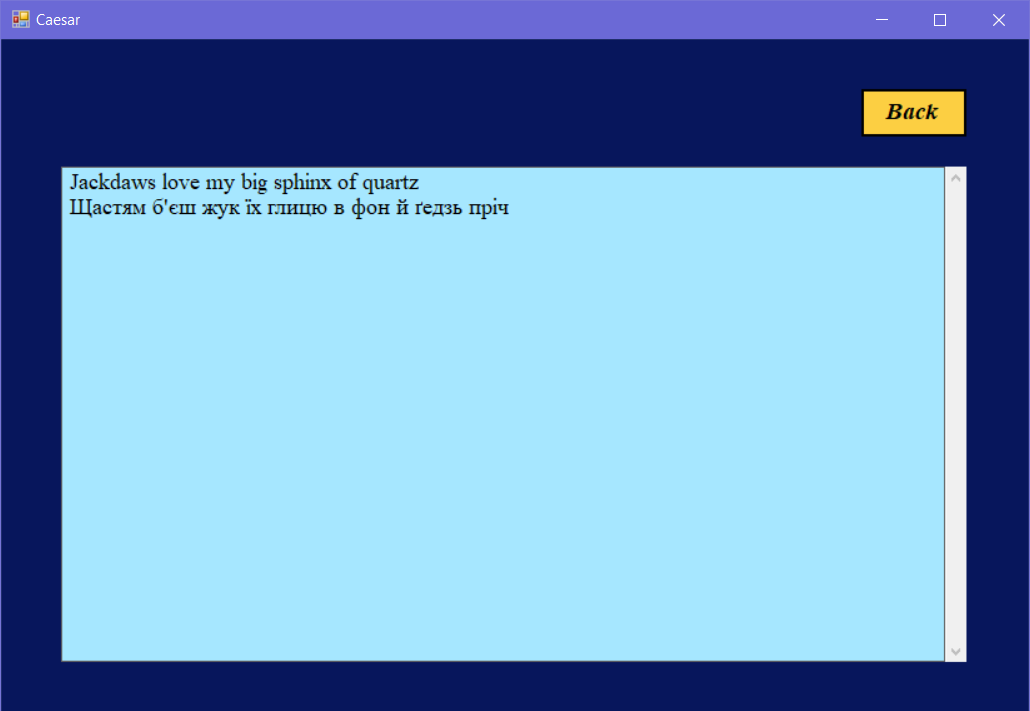 Caesar
Back
Jackdaws love my big sphinx of quartz
Щастям б'єш жук їх глицю в фон й ґедзь пріч